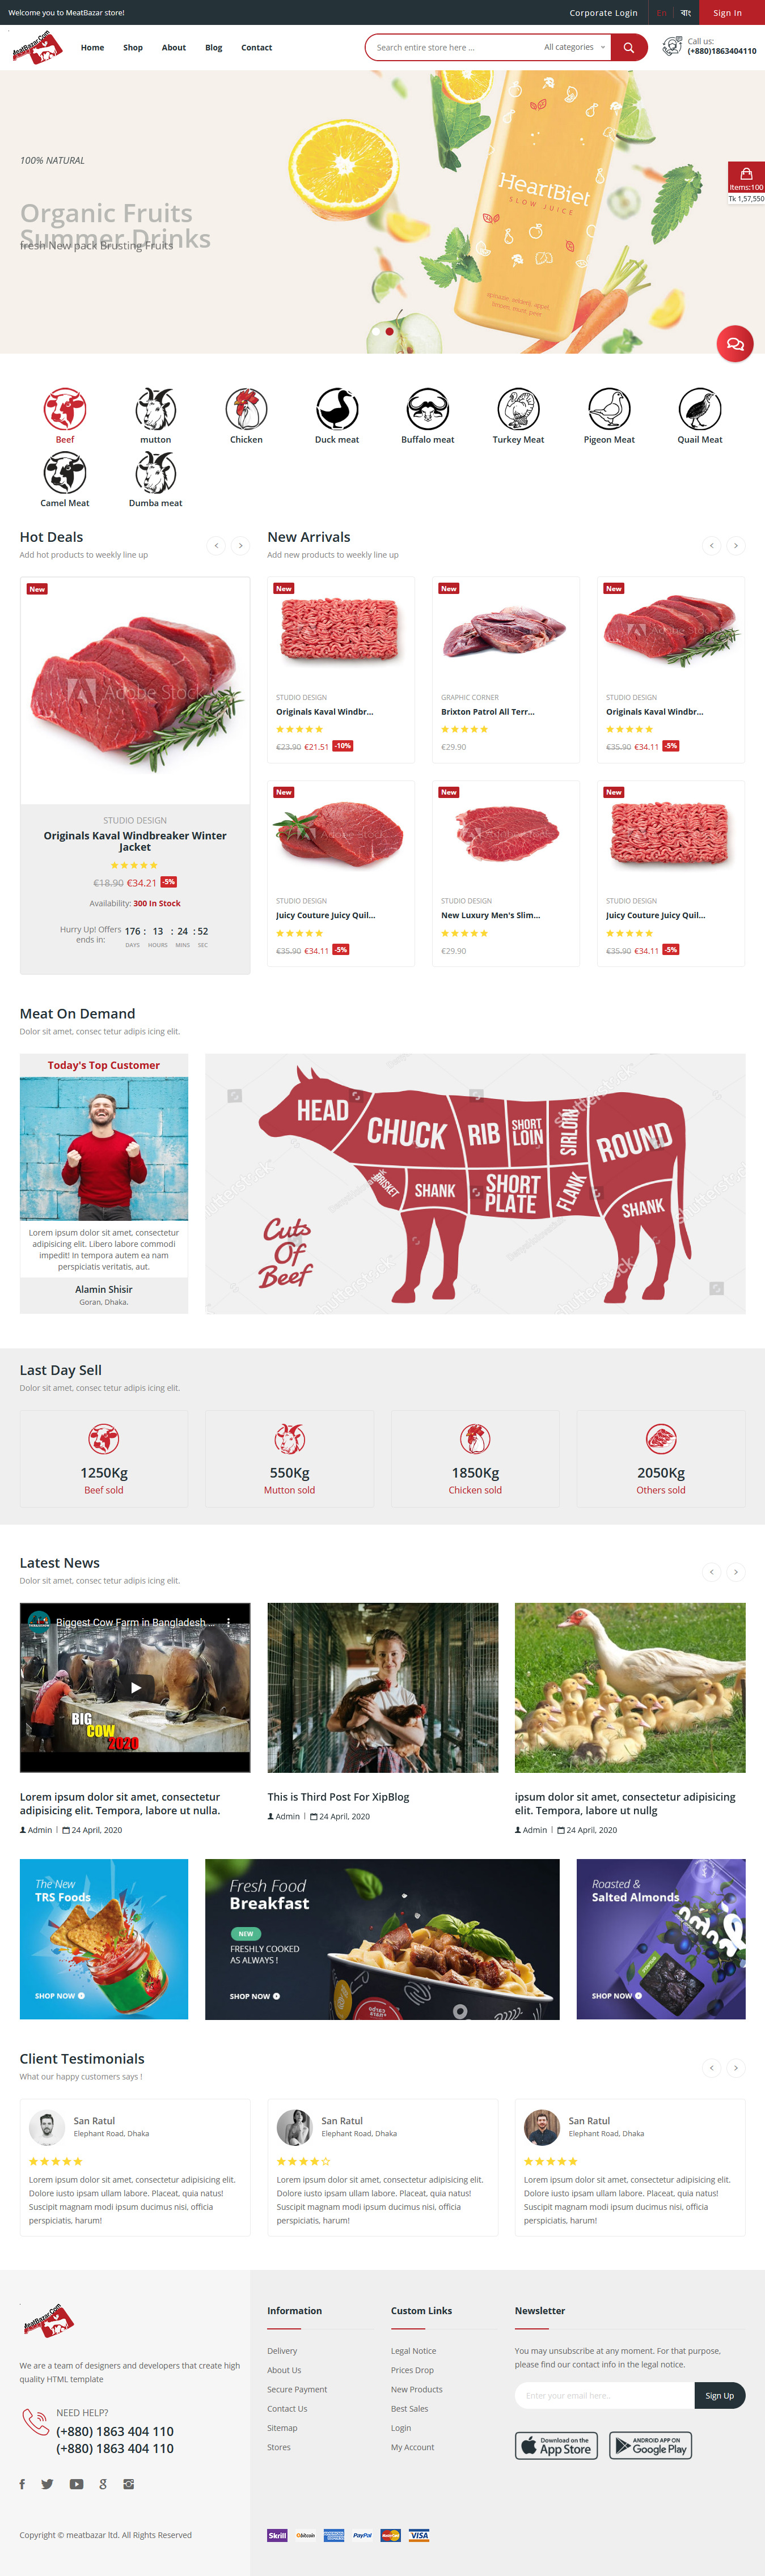 Welcome you to MeatBazar store!
Corporate Login
En
বাং
Sign In
MeatBazar.Com
Home
Shop
About
Blog
Contact
Search entire store here ...
All categories
Call us:
(+880)1863404110
100% NATURAL
Organic Fruits
Summer Drinks
fresh New pack Brusting Fruits
HeartBiet
SLOW JUICE
Items:100
Tk 1,57,550
Beef
mutton
Chicken
Duck meat
Buffalo meat
Turkey Meat
Pigeon Meat
Quail Meat
Camel Meat
Dumba meat
Hot Deals
Add hot products to weekly line up
New
Adobe Stock
STUDIO DESIGN
Originals Kaval Windbreaker Winter
Jacket
€18.90 €34.21 -5%
Availability: 300 In Stock
Hurry Up! Offers
ends in:
176 : 13 : 24 : 52
DAYS HOURS MINS SEC
New Arrivals
Add new products to weekly line up
New
STUDIO DESIGN
Originals Kaval Windbr...
€23.90 €21.51 -10%
New
GRAPHIC CORNER
Brixton Patrol All Terr...
€29.90
New
STUDIO DESIGN
Originals Kaval Windbr...
€35.90 €34.11 -5%
New
STUDIO DESIGN
Juicy Couture Juicy Quil...
€35.90 €34.11 -5%
New
STUDIO DESIGN
New Luxury Men's Slim...
€29.90
New
STUDIO DESIGN
Juicy Couture Juicy Quil...
€35.90 €34.11 -5%
Meat On Demand
Dolor sit amet, consec tetur adipis icing elit.
Today's Top Customer
Lorem ipsum dolor sit amet, consectetur
adipisicing elit. Libero labore commodi
impedit! In tempora autem ea nam
perspiciatis veritatis, aut.
Alamin Shisir
Goran, Dhaka.
HEAD
CHUCK
RIB
SHORT
LOIN
SIRLOIN
ROUND
BRISKET
SHANK
SHORT
PLATE
FLANK
SHANK
Cuts
Of
Beef
shutterstock
Last Day Sell
Dolor sit amet, consec tetur adipis icing elit.
1250Kg
Beef sold
550Kg
Mutton sold
1850Kg
Chicken sold
2050Kg
Others sold
Latest News
Dolor sit amet, consec tetur adipis icing elit.
Biggest Cow Farm in Bangladesh ...
BIG
COW
2020
Lorem ipsum dolor sit amet, consectetur
adipisicing elit. Tempora, labore ut nulla.
Admin | 24 April, 2020
This is Third Post For XipBlog
Admin | 24 April, 2020
ipsum dolor sit amet, consectetur adipisicing
elit. Tempora, labore ut nullg
Admin | 24 April, 2020
The New
TRS Foods
SHOP NOW
Fresh Food
Breakfast
NEW
FRESHLY COOKED
AS ALWAYS !
SHOP NOW
Roasted &
Salted Almonds
SHOP NOW
Client Testimonials
What our happy customers says !
San Ratul
Elephant Road, Dhaka
Lorem ipsum dolor sit amet, consectetur adipisicing elit.
Dolore iusto ipsam ullam labore. Placeat, quia natus!
Suscipit magnam modi ipsum ducimus nisi, officia
perspiciatis, harum!
San Ratul
Elephant Road, Dhaka
Lorem ipsum dolor sit amet, consectetur adipisicing elit.
Dolore iusto ipsam ullam labore. Placeat, quia natus!
Suscipit magnam modi ipsum ducimus nisi, officia
perspiciatis, harum!
San Ratul
Elephant Road, Dhaka
Lorem ipsum dolor sit amet, consectetur adipisicing elit.
Dolore iusto ipsam ullam labore. Placeat, quia natus!
Suscipit magnam modi ipsum ducimus nisi, officia
perspiciatis, harum!
MeatBazar.Com
We are a team of designers and developers that create high
quality HTML template
NEED HELP?
(+880) 1863 404 110
(+880) 1863 404 110
Copyright © meatbazar ltd. All Rights Reserved
Information
Delivery
About Us
Secure Payment
Contact Us
Sitemap
Stores
Custom Links
Legal Notice
Prices Drop
New Products
Best Sales
Login
My Account
Newsletter
You may unsubscribe at any moment. For that purpose,
please find our contact info in the legal notice.
Enter your email here..
Sign Up
Download on the
App Store
ANDROID APP ON
Google Play
Skrill
bitcoin
PayPal
VISA